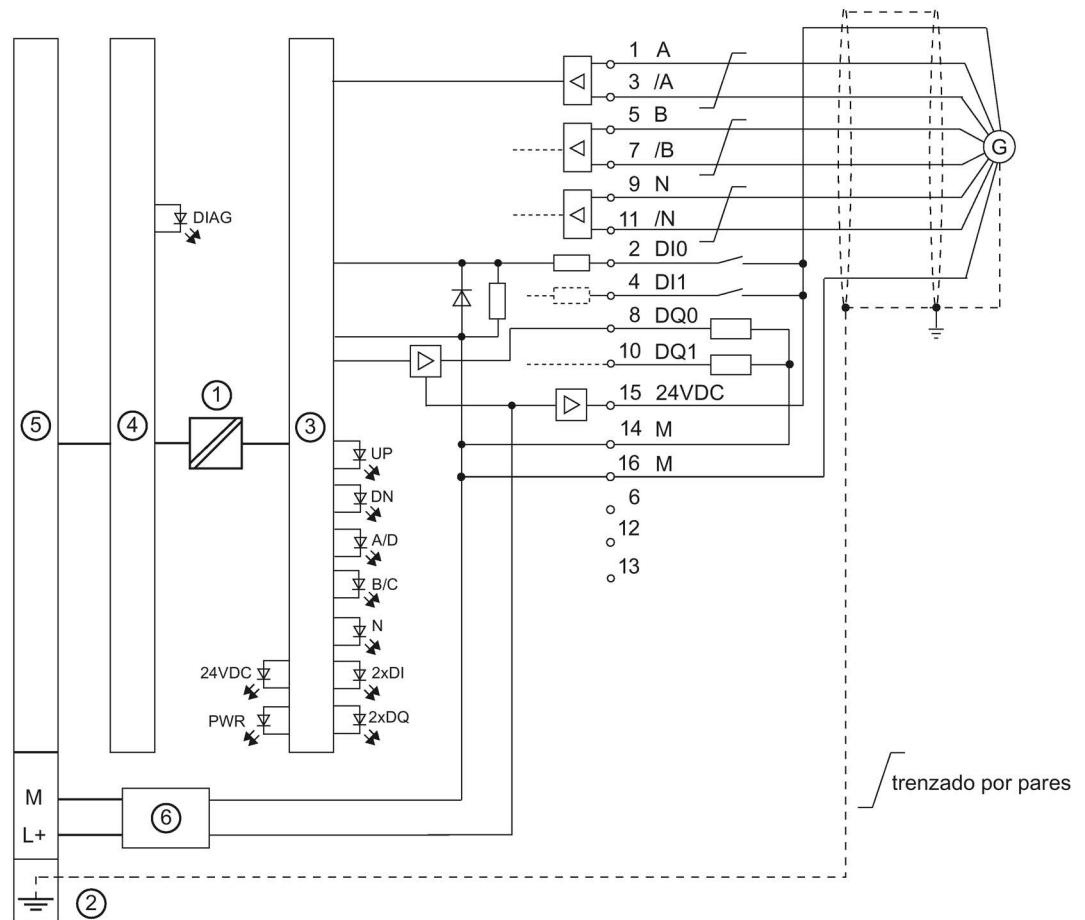 1 A
3 /A
5 B
7 /B
9 N
11 /N
2 DI0
4 DI1
8 DQ0
10 DQ1
15 24VDC
14 M
16 M
6
12
13
G
DIAG
1
5
4
3
UP
DN
A/D
B/C
N
24VDC
2xDI
PWR
2xDQ
M
L+
6
2
trenzado por pares